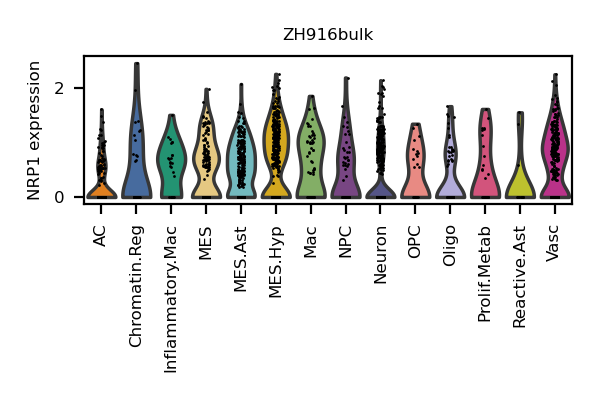 ZH916bulk
NRP1 expression
2
0
AC
Chromatin.Reg
Inflammatory.Mac
MES
MES.Ast
MES.Hyp
Mac
NPC
Neuron
OPC
Oligo
Prolif.Metab
Reactive.Ast
Vasc